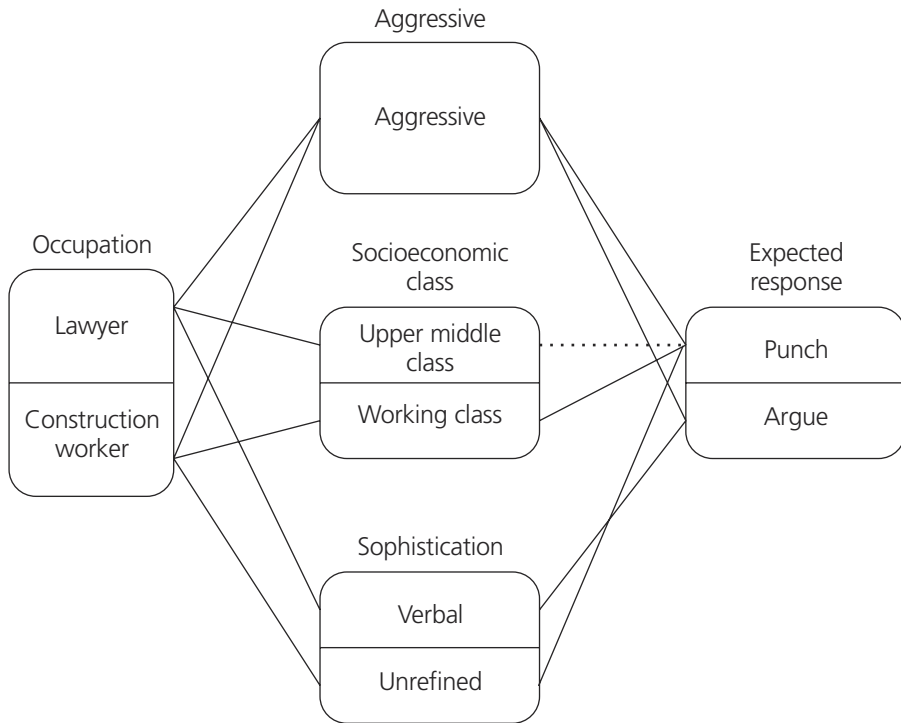 Aggressive
Aggressive
Occupation
Lawyer
Construction
worker
Socioeconomic
class
Upper middle
class
Working class
Sophistication
Verbal
Unrefined
Expected
response
Punch
Argue